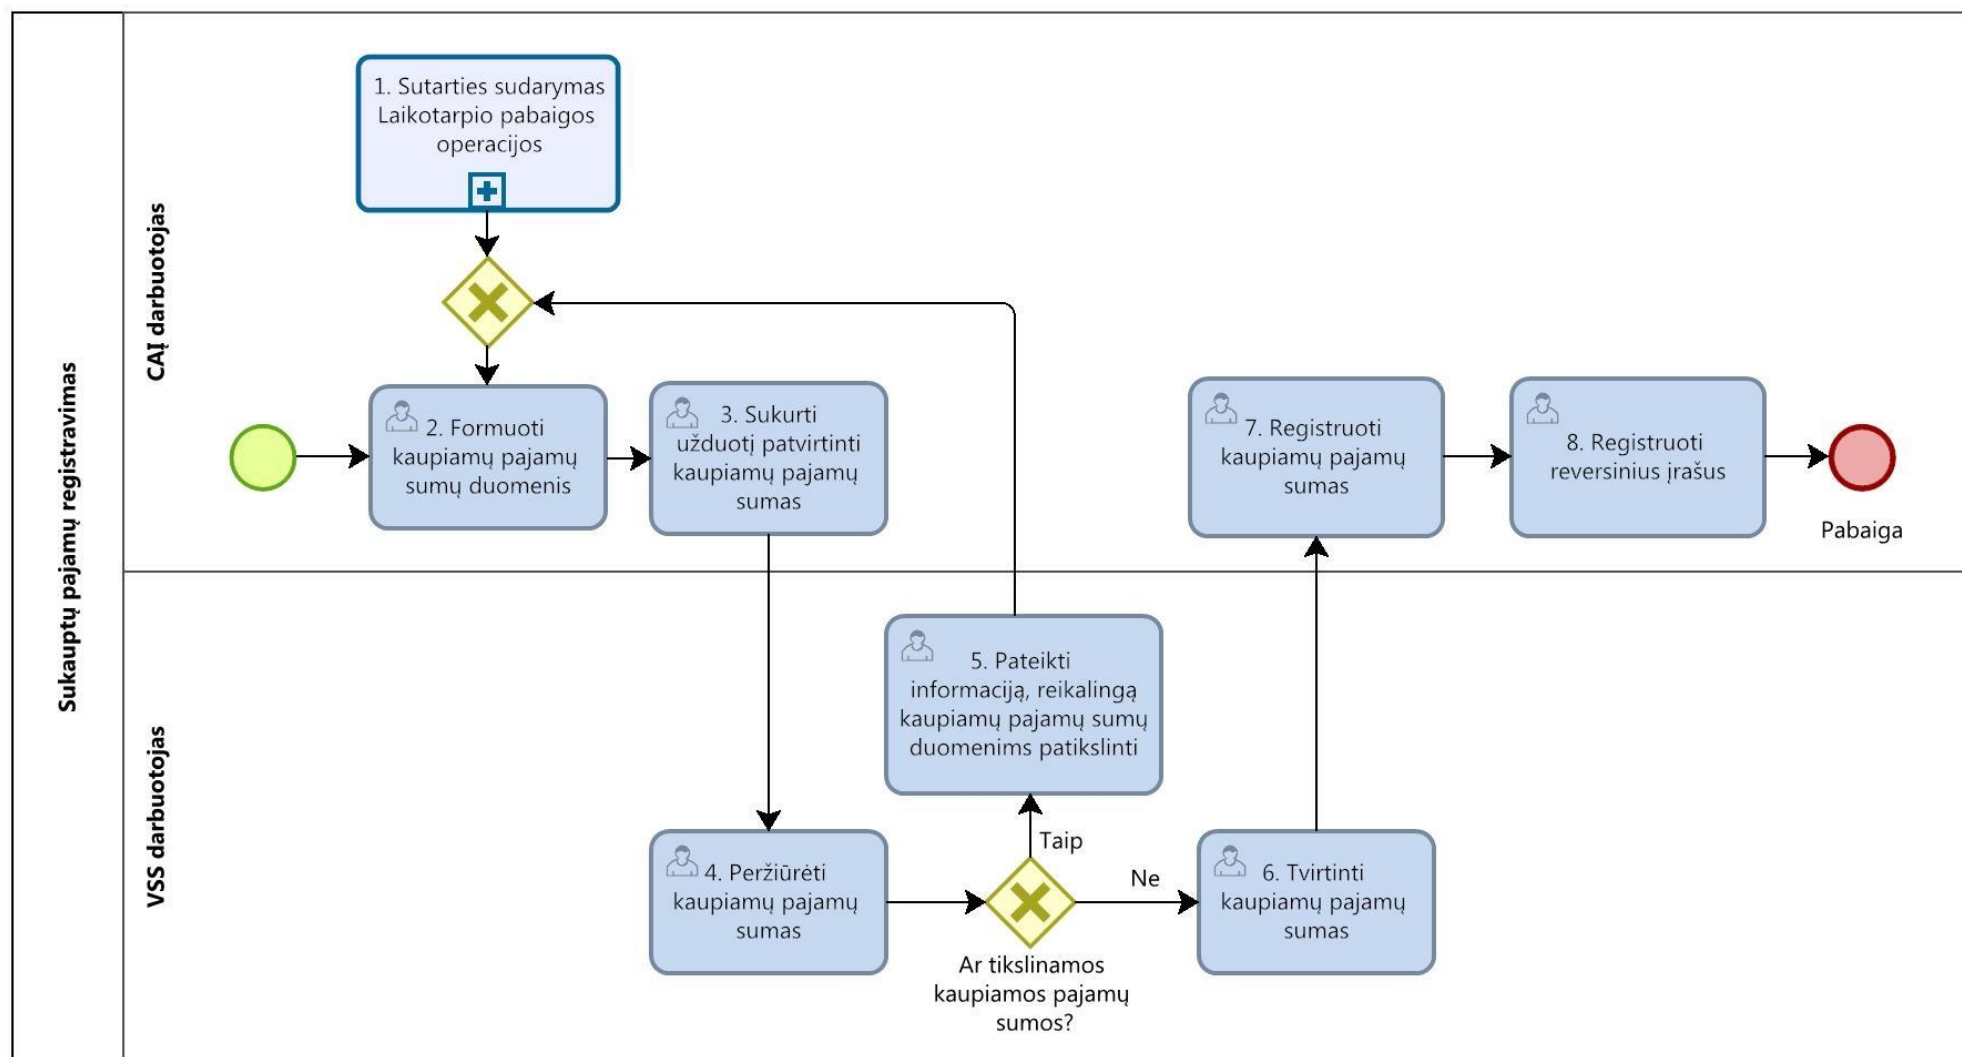 Sukauptų pajamų registravimas
CAĮ darbuotojas
1. Sutarties sudarymas
Laikotarpio pabaigos
operacijos
2. Formuoti
kaupiamų pajamų
sumų duomenis
3. Sukurti
užduotį patvirtinti
kaupiamų pajamų
sumas
7. Registruoti
kaupiamų pajamų
sumas
8. Registruoti
reversinius įrašus
Pabaiga
VSS darbuotojas
5. Pateikti
informaciją, reikalingą
kaupiamų pajamų sumų
duomenims patikslinti
Taip
4. Peržiūrėti
kaupiamų pajamų
sumas
Ne
6. Tvirtinti
kaupiamų pajamų
sumas
Ar tikslinamos
kaupiamos pajamų
sumos?